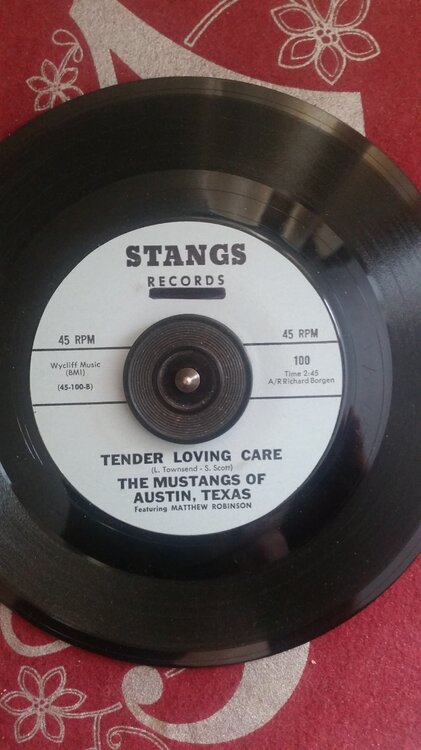 STANGS
RECORDS
45 RPM
45 RPM
Wycliff Music
(BMI)
(45-100-B)
100
Time 2:45
A/R Richard Borgen
TENDER LOVING CARE
(L. Townsend - S. Scott)
THE MUSTANGS OF
AUSTIN, TEXAS
Featuring MATTHEW ROBINSON